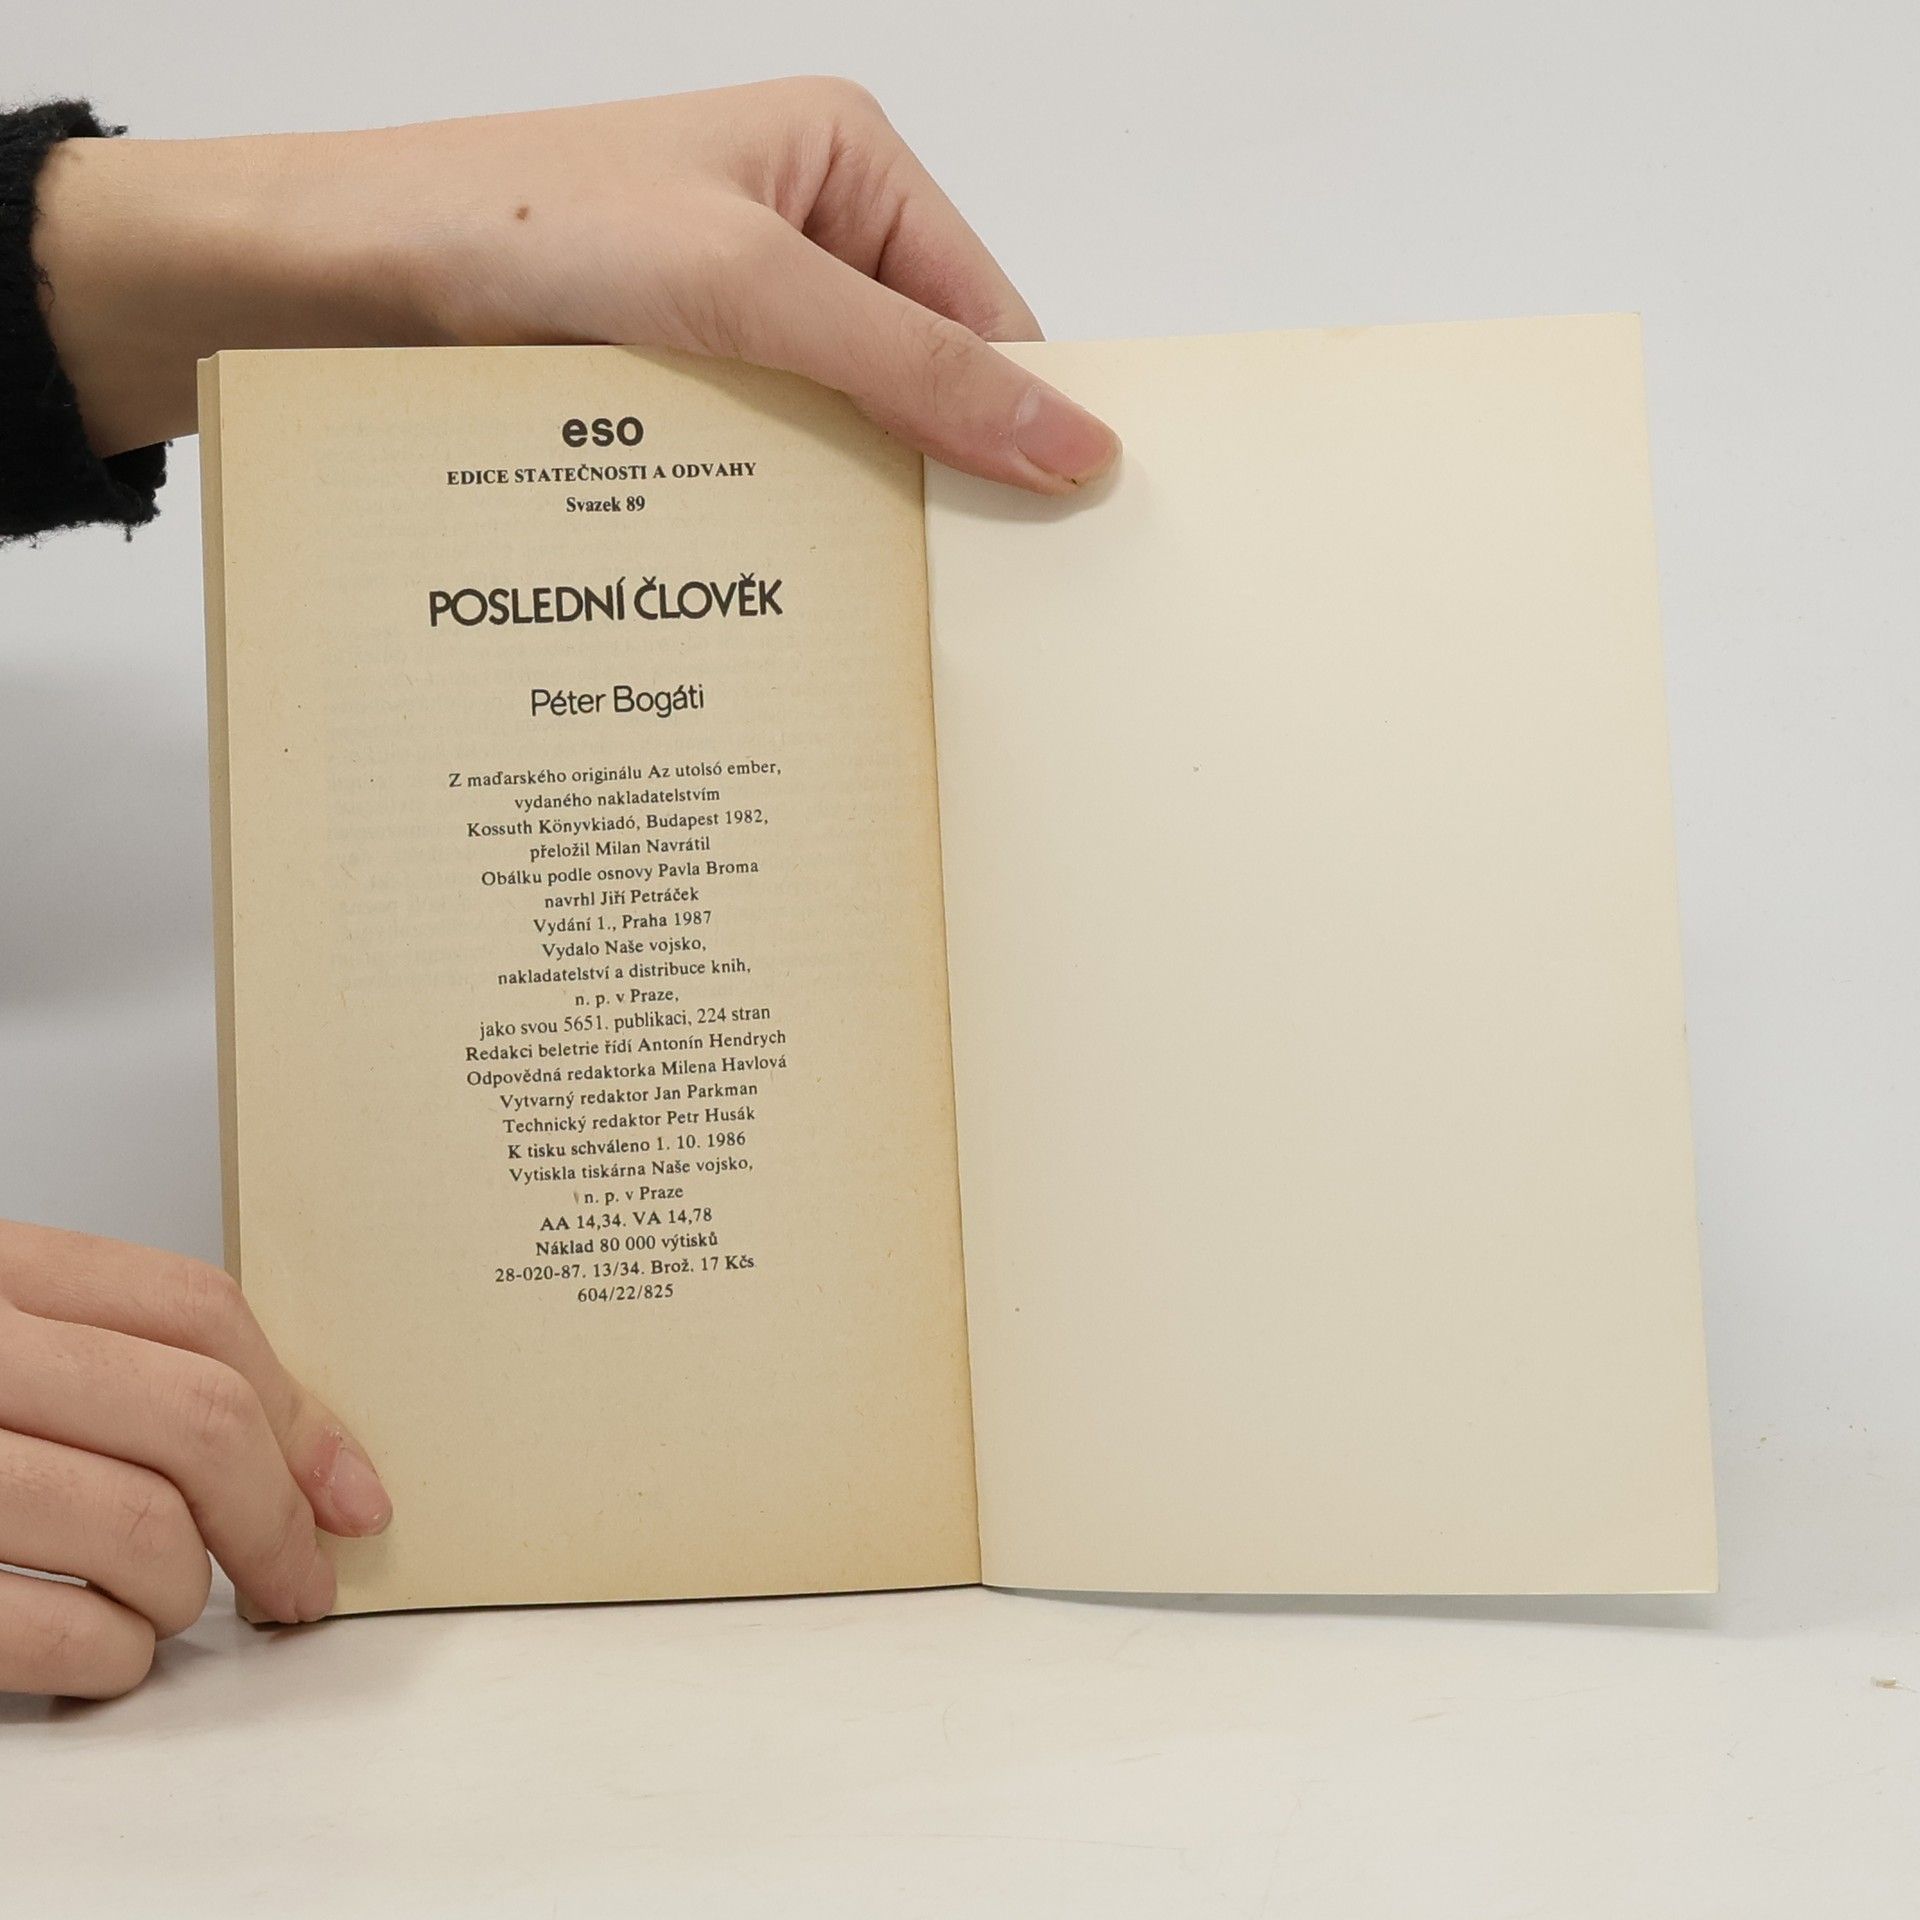 eso
EDICE STATEČNOSTI A ODVAHY
Svazek 89
POSLEDNÍ ČLOVĚK
Péter Bogáti
Z maďarského originálu Az utolsó ember,
vydaného nakladatelstvím
Kossuth Könyvkiadó, Budapest 1982,
přeložil Milan Navrátil
Obálku podle osnovy Pavla Broma
navrhl Jiří Petráček
Vydání 1., Praha 1987
Vydalo Naše vojsko,
nakladatelství a distribuce knih,
n. p. v Praze,
jako svou 5651. publikaci, 224 stran
Redakci beletrie řídí Antonín Hendrych
Odpovědná redaktorka Milena Havlová
Vytvarný redaktor Jan Parkman
Technický redaktor Petr Husák
K tisku schváleno 1. 10. 1986
Vytiskla tiskárna Naše vojsko,
n. p. v Praze
AA 14,34. VA 14,78
Náklad 80 000 výtisků
28-020-87. 13/34. Brož. 17 Kčs
604/22/825